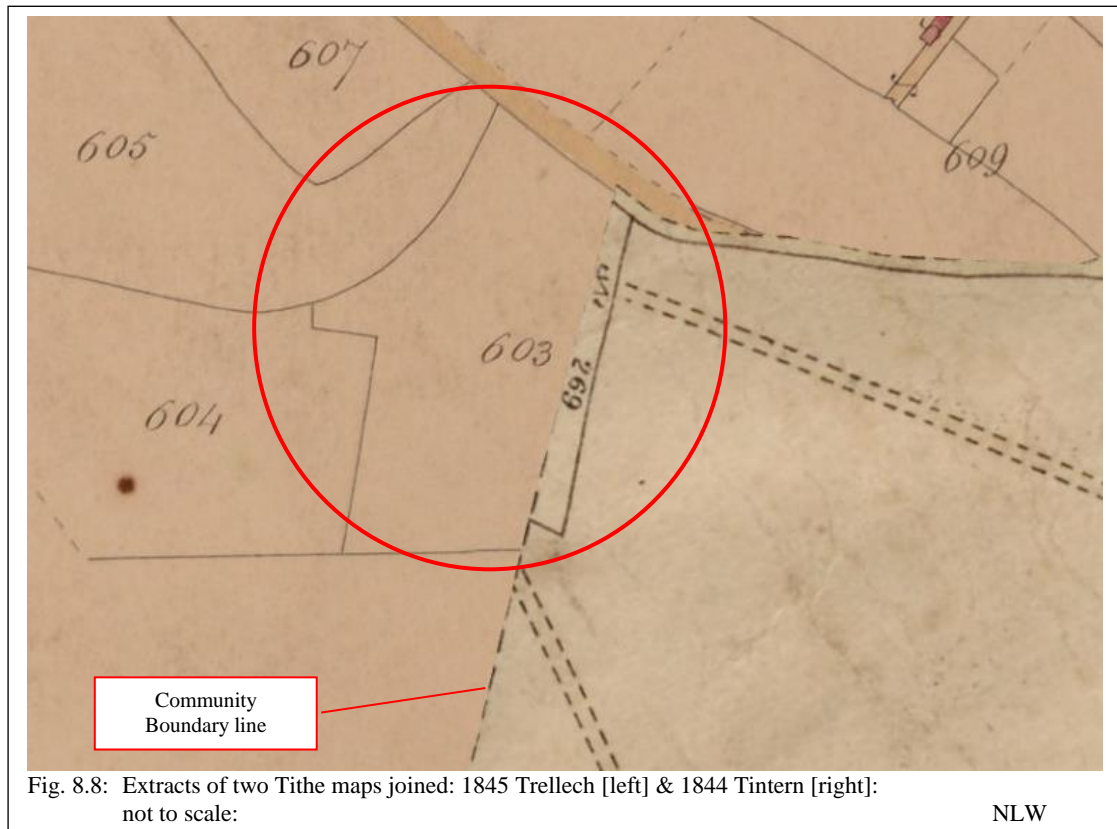 607
605
609
603
269
604
Community
Boundary line
Fig. 8.8: Extracts of two Tithe maps joined: 1845 Trellech [left] & 1844 Tintern [right]:
not to scale: NLW